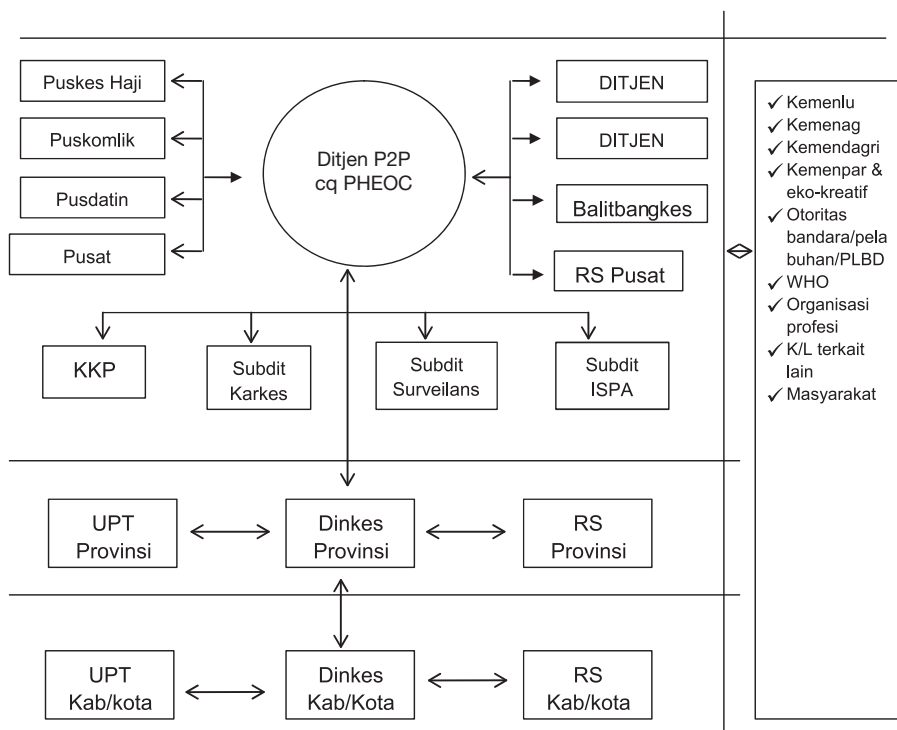 Puskes Haji
Puskomlik
Pusdatin
Pusat
Ditjen P2P
cq PHEOC
DITJEN
DITJEN
Balitbangkes
RS Pusat
KKP
Subdit
Karkes
Subdit
Surveilans
Subdit
ISPA
UPT
Provinsi
Dinkes
Provinsi
RS
Provinsi
UPT
Kab/kota
Dinkes
Kab/Kota
RS
Kab/kota
✓ Kemenlu
✓ Kemenag
✓ Kemendagri
✓ Kemenpar &
eko-kreatif
✓ Otoritas
bandara/pela
buhan/PLBD
✓ WHO
✓ Organisasi
profesi
✓ K/L terkait
lain
✓ Masyarakat